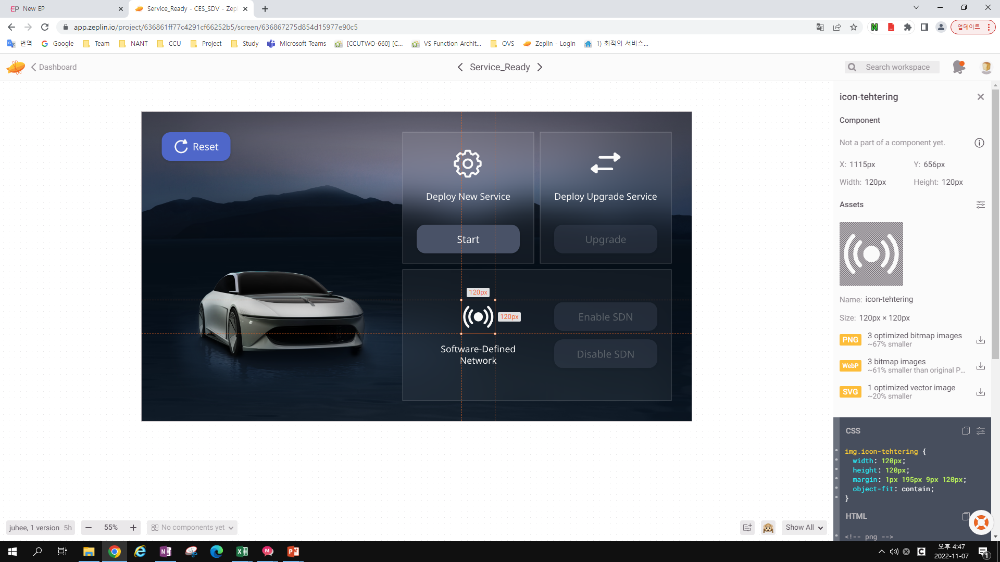 EP New EP
Service_Ready - CES_SDV - Zepl
app.zeplin.io/project/636861ff77c4291cf66252b5/screen/636867275d854d15977e90c5
업데이트
번역 Google Team NANT CCU Project Study Microsoft Teams [CCUTWO-660] [C... VS Function Archit... OVS Zeplin - Login 1) 최적의 서비스...
Dashboard
Service_Ready
Search workspace
Reset
Deploy New Service
Deploy Upgrade Service
Start
Upgrade
120px
120px
Enable SDN
Software-Defined
Network
Disable SDN
icon-tehtering
Component
Not a part of a component yet.
X: 1115px Y: 656px
Width: 120px Height: 120px
Assets
Name: icon-tehtering
Size: 120px × 120px
PNG 3 optimized bitmap images
~67% smaller
WebP 3 bitmap images
~61% smaller than original P...
SVG 1 optimized vector image
~20% smaller
CSS
img.icon-tehtering {
width: 120px;
height: 120px;
margin: 1px 195px 9px 120px;
object-fit: contain;
}
HTML
<!-- png -->
juhee, 1 version 5h
55%
No components yet
Show All
오후 4:47
2022-11-07
1